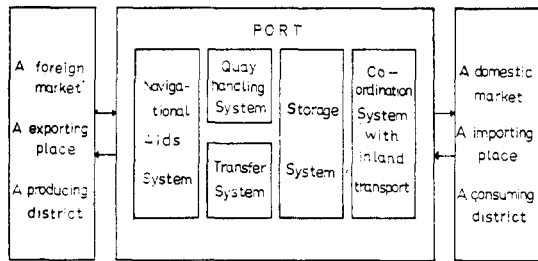 PORT
A foreign
market
A exporting
place
A producing
district
Naviga-
tional
Aids
System
Quay
handling
System
Transfer
System
Storage
System
Co-
ordination
System
with
inland
transport
A domestic
market
A importing
place
A consuming
district